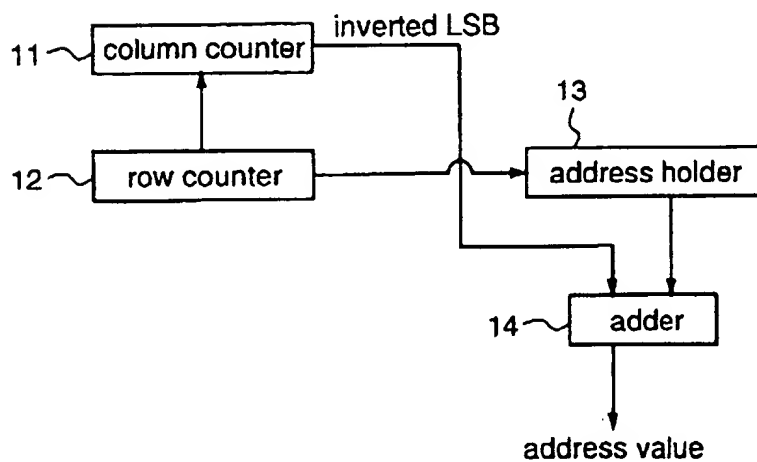 inverted LSB
11 column counter
13
12 row counter
address holder
14 adder
address value